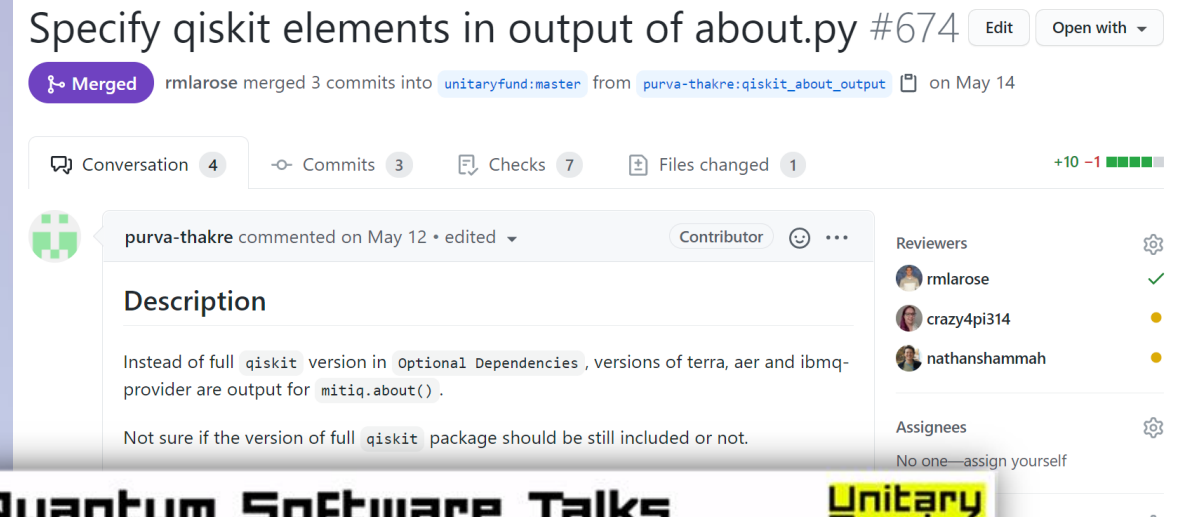 Specify qiskit elements in output of about.py #674 Edit Open with
Merged rmlarose merged 3 commits into unitaryfund:master from purva-thakre:qiskit_about_output on May 14
Conversation 4 Commits 3 Checks 7 Files changed 1 +10 −1
purva-thakre commented on May 12 • edited Contributor
Reviewers
rmlarose
crazy4pi314
nathanshammah
Description
Instead of full qiskit version in Optional Dependencies , versions of terra, aer and ibmq-
provider are output for mitiq.about() .
Not sure if the version of full qiskit package should be still included or not.
Assignees
No one—assign yourself
Quantum Software Talks
Unitary